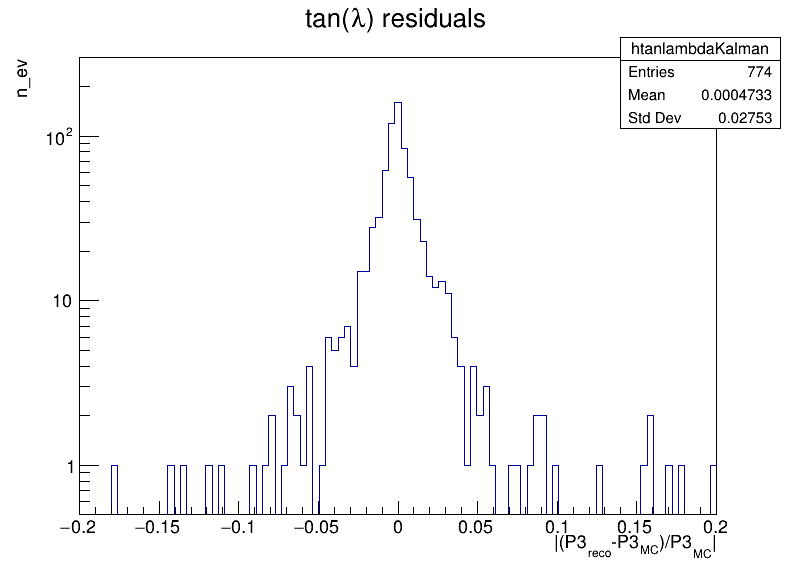 tan(λ) residuals
htanlambdaKalman
Entries 774
Mean 0.0004733
Std Dev 0.02753
n_ev
10²
10
1
−0.2 −0.15 −0.1 −0.05 0 0.05 0.1 0.15 0.2
|(P3reco-P3MC)/P3MC|